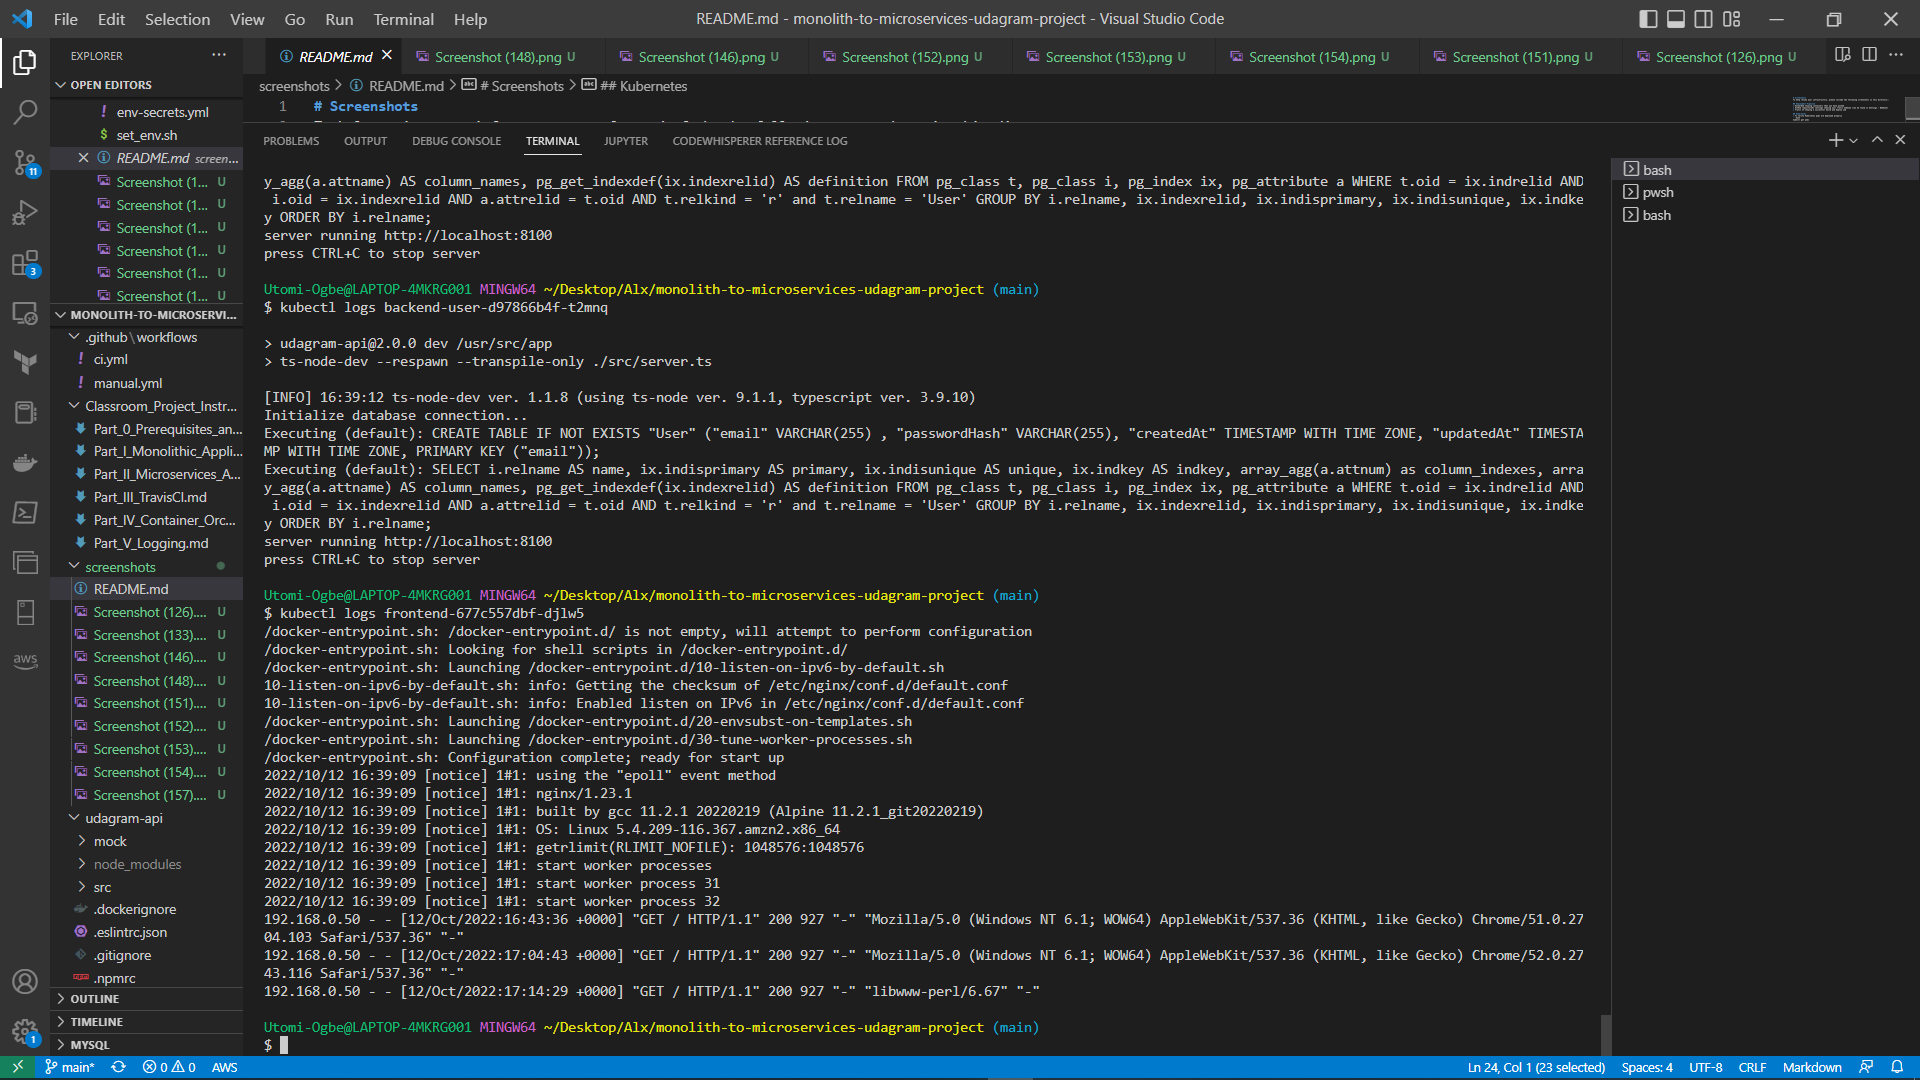 File Edit Selection View Go Run Terminal Help
README.md - monolith-to-microservices-udagram-project - Visual Studio Code
EXPLORER
OPEN EDITORS
env-secrets.yml
set_env.sh
README.md screen...
Screenshot (1... U
Screenshot (1... U
Screenshot (1... U
Screenshot (1... U
Screenshot (1... U
Screenshot (1... U
MONOLITH-TO-MICROSERVI...
.github\workflows
ci.yml
manual.yml
Classroom_Project_Instr...
Part_0_Prerequisites_an...
Part_I_Monolithic_Appli...
Part_II_Microservices_A...
Part_III_TravisCI.md
Part_IV_Container_Orc...
Part_V_Logging.md
screenshots
README.md
Screenshot (126).... U
Screenshot (133).... U
Screenshot (146).... U
Screenshot (148).... U
Screenshot (151).... U
Screenshot (152).... U
Screenshot (153).... U
Screenshot (154).... U
Screenshot (157).... U
udagram-api
mock
node_modules
src
.dockerignore
.eslintrc.json
.gitignore
.npmrc
OUTLINE
TIMELINE
MYSQL
11
3
aws
1
README.md Screenshot (148).png U Screenshot (146).png U Screenshot (152).png U Screenshot (153).png U Screenshot (154).png U Screenshot (151).png U Screenshot (126).png U
screenshots > README.md > # Screenshots > ## Kubernetes
1 # Screenshots
PROBLEMS OUTPUT DEBUG CONSOLE TERMINAL JUPYTER CODEWHISPERER REFERENCE LOG
bash
pwsh
bash
y_agg(a.attname) AS column_names, pg_get_indexdef(ix.indexrelid) AS definition FROM pg_class t, pg_class i, pg_index ix, pg_attribute a WHERE t.oid = ix.indrelid AND
i.oid = ix.indexrelid AND a.attrelid = t.oid AND t.relkind = 'r' and t.relname = 'User' GROUP BY i.relname, ix.indexrelid, ix.indisprimary, ix.indisunique, ix.indke
y ORDER BY i.relname;
server running http://localhost:8100
press CTRL+C to stop server
Utomi-Ogbe@LAPTOP-4MKRG001 MINGW64 ~/Desktop/Alx/monolith-to-microservices-udagram-project (main)
$ kubectl logs backend-user-d97866b4f-t2mnq
> udagram-api@2.0.0 dev /usr/src/app
> ts-node-dev --respawn --transpile-only ./src/server.ts
[INFO] 16:39:12 ts-node-dev ver. 1.1.8 (using ts-node ver. 9.1.1, typescript ver. 3.9.10)
Initialize database connection...
Executing (default): CREATE TABLE IF NOT EXISTS "User" ("email" VARCHAR(255) , "passwordHash" VARCHAR(255), "createdAt" TIMESTAMP WITH TIME ZONE, "updatedAt" TIMESTA
MP WITH TIME ZONE, PRIMARY KEY ("email"));
Executing (default): SELECT i.relname AS name, ix.indisprimary AS primary, ix.indisunique AS unique, ix.indkey AS indkey, array_agg(a.attnum) as column_indexes, arra
y_agg(a.attname) AS column_names, pg_get_indexdef(ix.indexrelid) AS definition FROM pg_class t, pg_class i, pg_index ix, pg_attribute a WHERE t.oid = ix.indrelid AND
i.oid = ix.indexrelid AND a.attrelid = t.oid AND t.relkind = 'r' and t.relname = 'User' GROUP BY i.relname, ix.indexrelid, ix.indisprimary, ix.indisunique, ix.indke
y ORDER BY i.relname;
server running http://localhost:8100
press CTRL+C to stop server
Utomi-Ogbe@LAPTOP-4MKRG001 MINGW64 ~/Desktop/Alx/monolith-to-microservices-udagram-project (main)
$ kubectl logs frontend-677c557dbf-djlw5
/docker-entrypoint.sh: /docker-entrypoint.d/ is not empty, will attempt to perform configuration
/docker-entrypoint.sh: Looking for shell scripts in /docker-entrypoint.d/
/docker-entrypoint.sh: Launching /docker-entrypoint.d/10-listen-on-ipv6-by-default.sh
10-listen-on-ipv6-by-default.sh: info: Getting the checksum of /etc/nginx/conf.d/default.conf
10-listen-on-ipv6-by-default.sh: info: Enabled listen on IPv6 in /etc/nginx/conf.d/default.conf
/docker-entrypoint.sh: Launching /docker-entrypoint.d/20-envsubst-on-templates.sh
/docker-entrypoint.sh: Launching /docker-entrypoint.d/30-tune-worker-processes.sh
/docker-entrypoint.sh: Configuration complete; ready for start up
2022/10/12 16:39:09 [notice] 1#1: using the "epoll" event method
2022/10/12 16:39:09 [notice] 1#1: nginx/1.23.1
2022/10/12 16:39:09 [notice] 1#1: built by gcc 11.2.1 20220219 (Alpine 11.2.1_git20220219)
2022/10/12 16:39:09 [notice] 1#1: OS: Linux 5.4.209-116.367.amzn2.x86_64
2022/10/12 16:39:09 [notice] 1#1: getrlimit(RLIMIT_NOFILE): 1048576:1048576
2022/10/12 16:39:09 [notice] 1#1: start worker processes
2022/10/12 16:39:09 [notice] 1#1: start worker process 31
2022/10/12 16:39:09 [notice] 1#1: start worker process 32
192.168.0.50 - - [12/Oct/2022:16:43:36 +0000] "GET / HTTP/1.1" 200 927 "-" "Mozilla/5.0 (Windows NT 6.1; WOW64) AppleWebKit/537.36 (KHTML, like Gecko) Chrome/51.0.27
04.103 Safari/537.36" "-"
192.168.0.50 - - [12/Oct/2022:17:04:43 +0000] "GET / HTTP/1.1" 200 927 "-" "Mozilla/5.0 (Windows NT 6.1; WOW64) AppleWebKit/537.36 (KHTML, like Gecko) Chrome/52.0.27
43.116 Safari/537.36" "-"
192.168.0.50 - - [12/Oct/2022:17:14:29 +0000] "GET / HTTP/1.1" 200 927 "-" "libwww-perl/6.67" "-"
Utomi-Ogbe@LAPTOP-4MKRG001 MINGW64 ~/Desktop/Alx/monolith-to-microservices-udagram-project (main)
$
main* 0 0 AWS
Ln 24, Col 1 (23 selected) Spaces: 4 UTF-8 CRLF Markdown